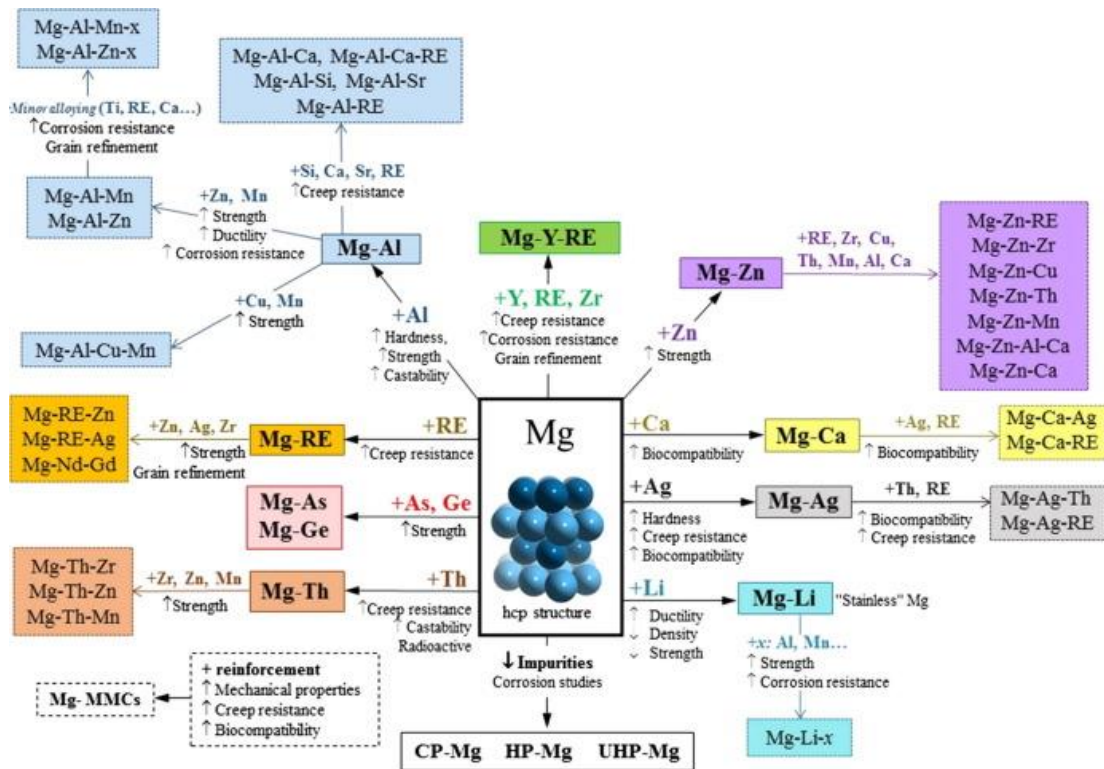 Mg-Al-Mn-x
Mg-Al-Zn-x
Minor alloying (Ti, RE, Ca…)
↑Corrosion resistance
Grain refinement
Mg-Al-Mn
Mg-Al-Zn
Mg-Al-Ca, Mg-Al-Ca-RE
Mg-Al-Si, Mg-Al-Sr
Mg-Al-RE
+Si, Ca, Sr, RE
↑Creep resistance
+Zn, Mn
↑ Strength
↑ Ductility
↑ Corrosion resistance
Mg-Al
+Cu, Mn
↑ Strength
Mg-Al-Cu-Mn
+Al
↑ Hardness,
↑Strength
↑ Castability
Mg-Y-RE
+Y, RE, Zr
↑Creep resistance
↑Corrosion resistance
Grain refinement
Mg-Zn
+Zn
↑ Strength
+RE, Zr, Cu,
Th, Mn, Al, Ca
Mg-Zn-RE
Mg-Zn-Zr
Mg-Zn-Cu
Mg-Zn-Th
Mg-Zn-Mn
Mg-Zn-Al-Ca
Mg-Zn-Ca
Mg-RE-Zn
Mg-RE-Ag
Mg-Nd-Gd
+Zn, Ag, Zr
↑Strength
Grain refinement
Mg-RE
+RE
↑Creep resistance
Mg
hcp structure
+Ca
↑ Biocompatibility
Mg-Ca
+Ag, RE
↑ Biocompatibility
Mg-Ca-Ag
Mg-Ca-RE
Mg-As
Mg-Ge
+As, Ge
↑Strength
+Ag
↑ Hardness
↑ Creep resistance
↑ Biocompatibility
Mg-Ag
+Th, RE
↑ Biocompatibility
↑ Creep resistance
Mg-Ag-Th
Mg-Ag-RE
Mg-Th-Zr
Mg-Th-Zn
Mg-Th-Mn
+Zr, Zn, Mn
↑Strength
Mg-Th
+Th
↑Creep resistance
↑ Castability
Radioactive
+Li
↑ Ductility
↓ Density
↓ Strength
Mg-Li
"Stainless" Mg
+x: Al, Mn…
↑ Strength
↑ Corrosion resistance
Mg-Li-x
Mg- MMCs
+ reinforcement
↑ Mechanical properties
↑ Creep resistance
↑ Biocompatibility
↓ Impurities
Corrosion studies
CP-Mg HP-Mg UHP-Mg